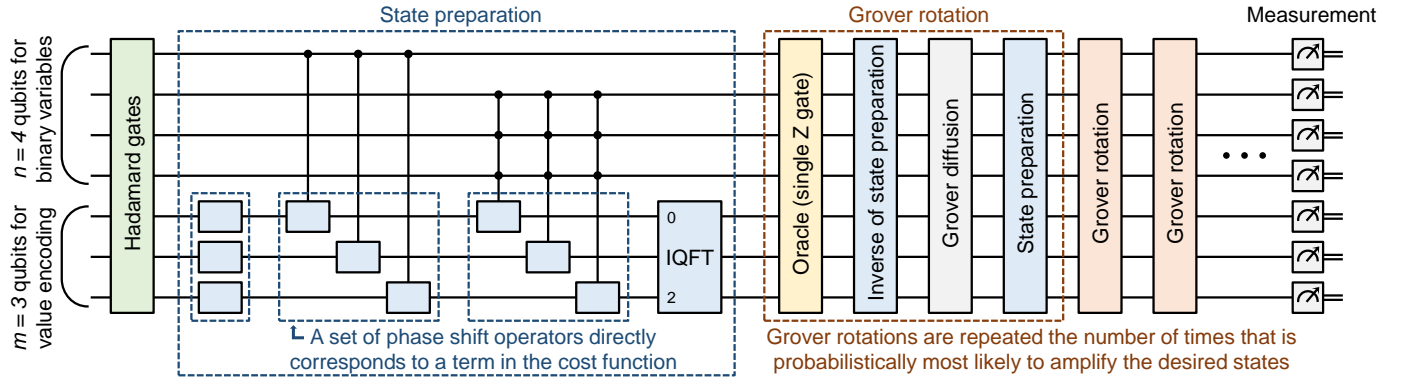 State preparation
Grover rotation
Measurement
n = 4 qubits for
binary variables
m = 3 qubits for
value encoding
Hadamard gates
0
IQFT
2
Oracle (single Z gate)
Inverse of state preparation
Grover diffusion
State preparation
Grover rotation
Grover rotation
• • •
A set of phase shift operators directly
corresponds to a term in the cost function
Grover rotations are repeated the number of times that is
probabilistically most likely to amplify the desired states